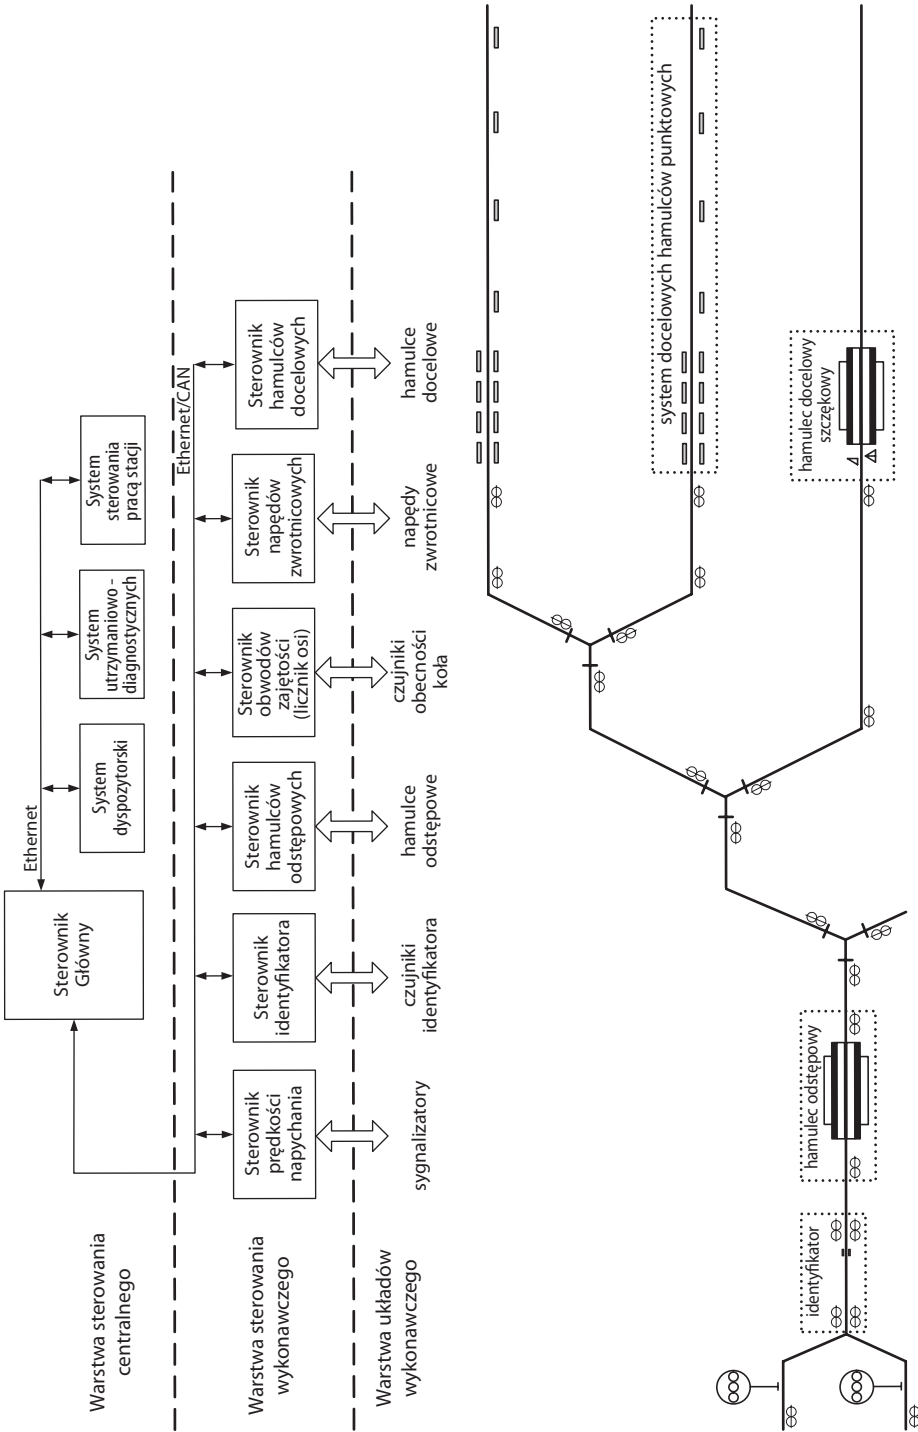 Warstwa sterowania
centralnego
Sterownik
Główny
Ethernet
System
dyspozytorski
System
utrzymaniowo -
diagnostycznych
System
sterowania
pracą stacji
Warstwa sterowania
wykonawczego
Ethernet/CAN
Sterownik
prędkości
napychania
Sterownik
identyfikatora
Sterownik
hamulców
odstępowych
Sterownik
obwodów
zajętości
(licznik osi)
Sterownik
napędów
zwrotnicowych
Sterownik
hamulców
docelowych
Warstwa układów
wykonawczego
sygnalizatory
czujniki
identyfikatora
hamulce
odstępowe
czujniki
obecności
koła
napędy
zwrotnicowe
hamulce
docelowe
system docelowych hamulców punktowych
hamulec docelowy
szczękowy
hamulec odstępowy
identyfikator